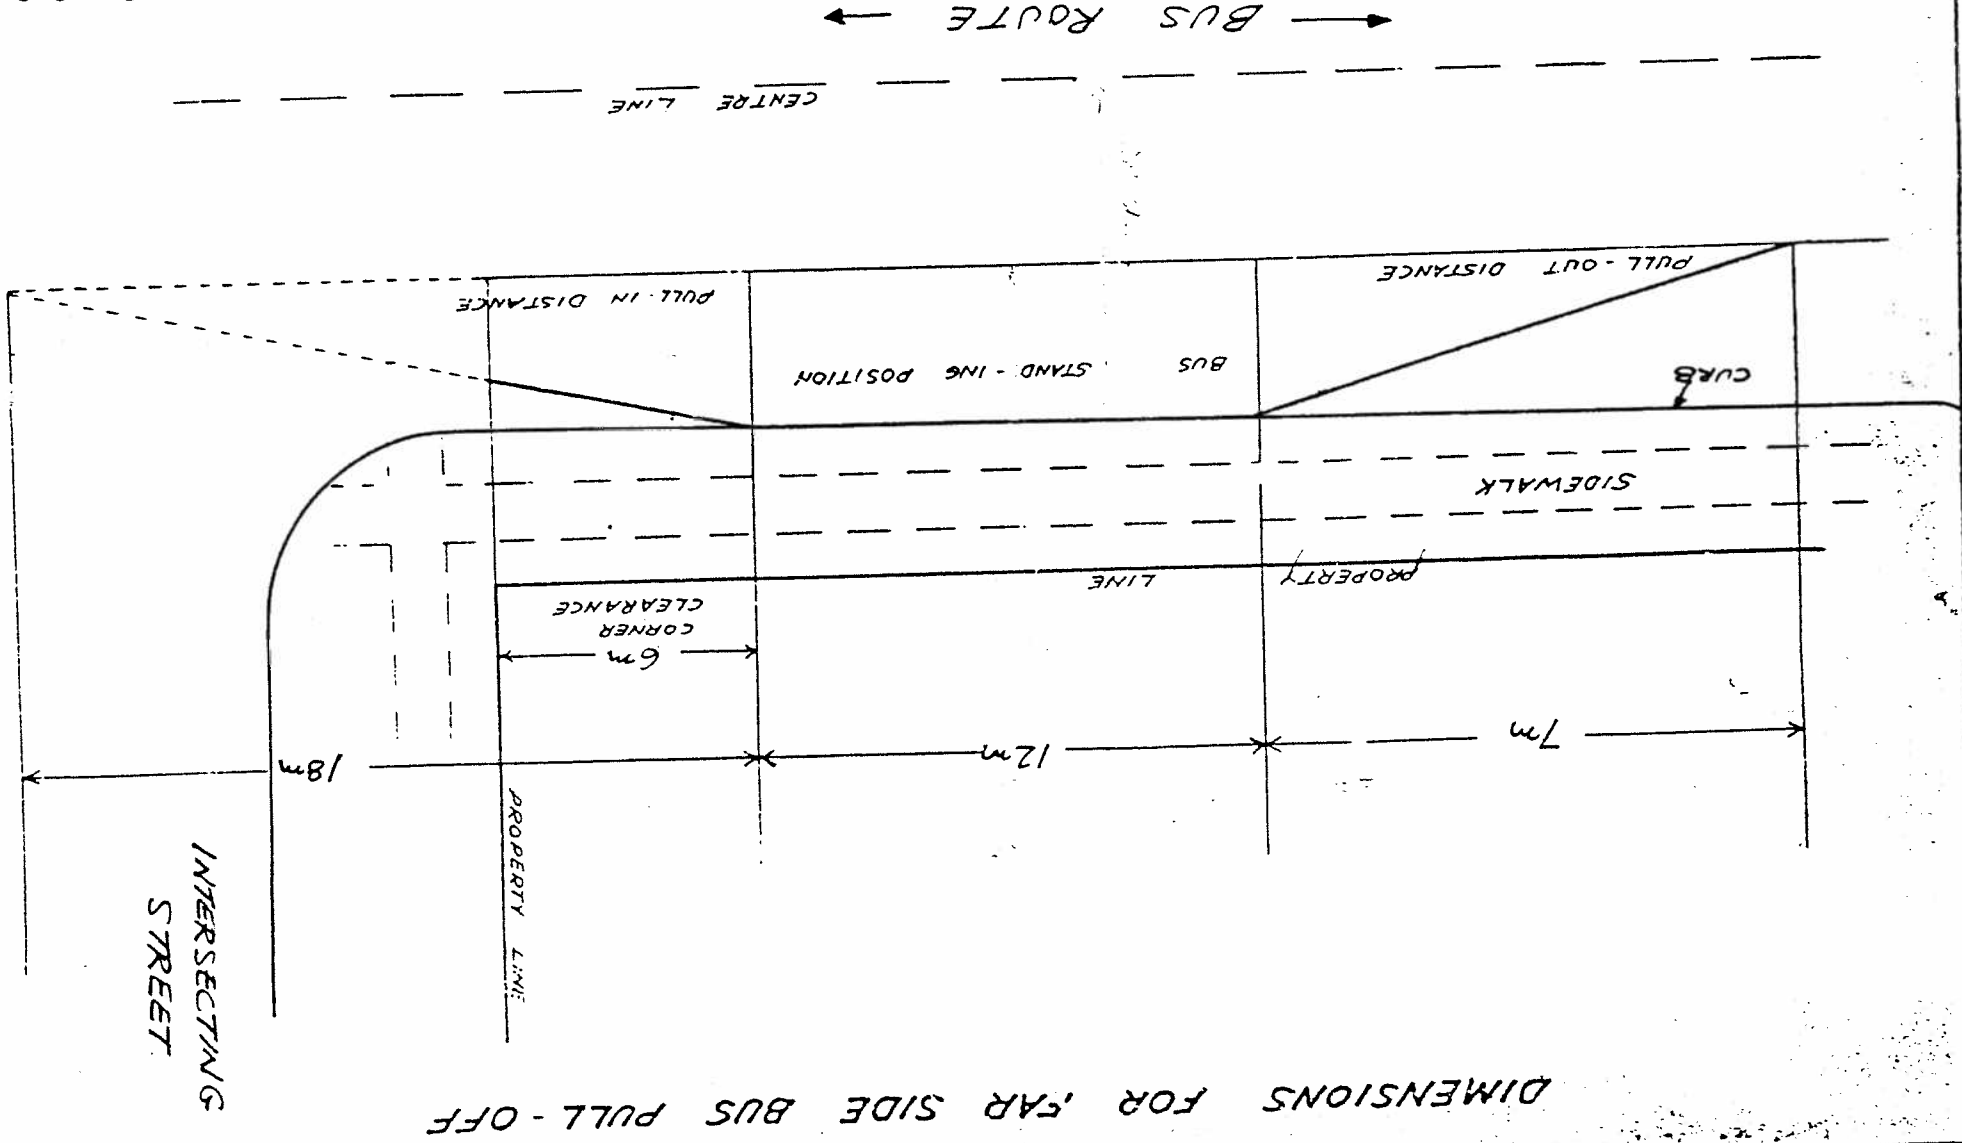 DIMENSIONS FOR FAR SIDE BUS PULL-OFF
INTERSECTING
STREET
PROPERTY LINE
7m
12m
18m
6m
CORNER
CLEARANCE
PROPERTY LINE
SIDEWALK
CURB
BUS STAND-ING POSITION
PULL-OUT DISTANCE
PULL-IN DISTANCE
CENTRE LINE
BUS ROUTE